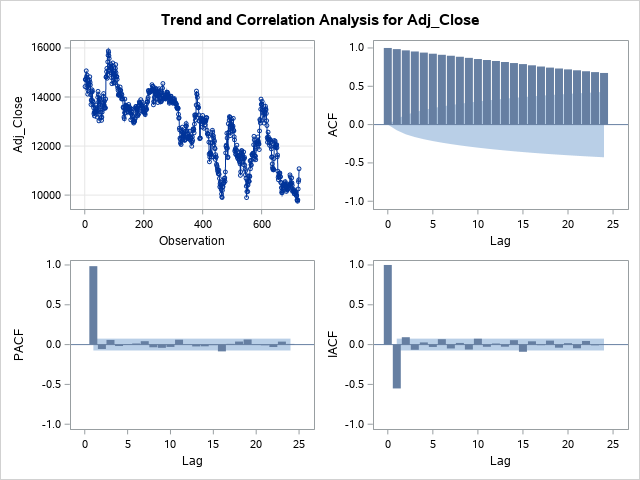 Trend and Correlation Analysis for Adj_Close
16000
14000
12000
10000
Adj_Close
0 200 400 600
Observation
1.0
0.5
0.0
-0.5
-1.0
ACF
0 5 10 15 20 25
Lag
1.0
0.5
0.0
-0.5
-1.0
PACF
0 5 10 15 20 25
Lag
1.0
0.5
0.0
-0.5
-1.0
IACF
0 5 10 15 20 25
Lag